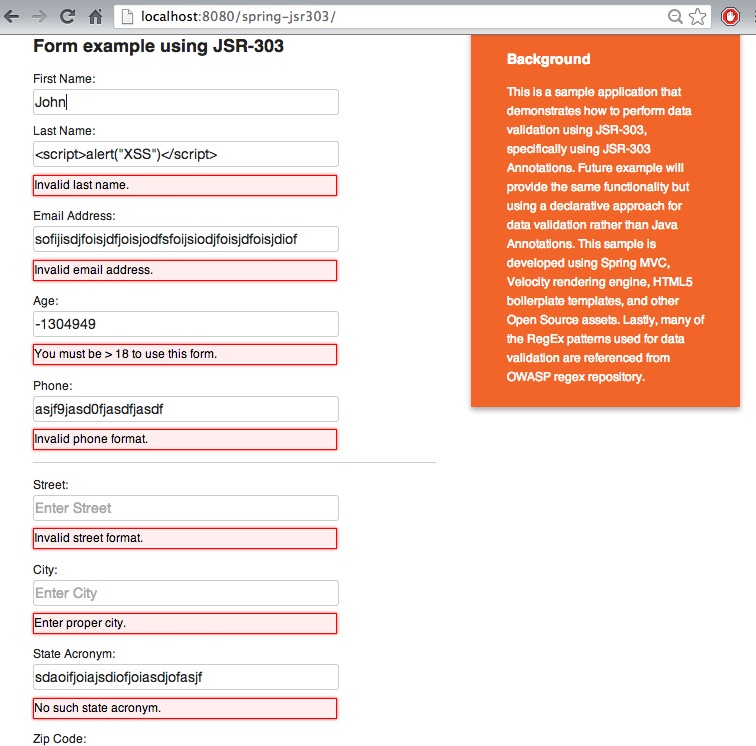 localhost:8080/spring-jsr303/
Form example using JSR-303
First Name:
John
Last Name:
<script>alert("XSS")</script>
Invalid last name.
Email Address:
sofijisdjfoisjdfjoisjodfsfoijsiodjfoisjdfoisjdiof
Invalid email address.
Age:
-1304949
You must be > 18 to use this form.
Phone:
asjf9jasd0fjasdfjasdf
Invalid phone format.
Street:
Enter Street
Invalid street format.
City:
Enter City
Enter proper city.
State Acronym:
sdaoifjoiajsdiofjoiasdjofasjf
No such state acronym.
Zip Code:
Background
This is a sample application that
demonstrates how to perform data
validation using JSR-303,
specifically using JSR-303
Annotations. Future example will
provide the same functionality but
using a declarative approach for
data validation rather than Java
Annotations. This sample is
developed using Spring MVC,
Velocity rendering engine, HTML5
boilerplate templates, and other
Open Source assets. Lastly, many of
the RegEx patterns used for data
validation are referenced from
OWASP regex repository.